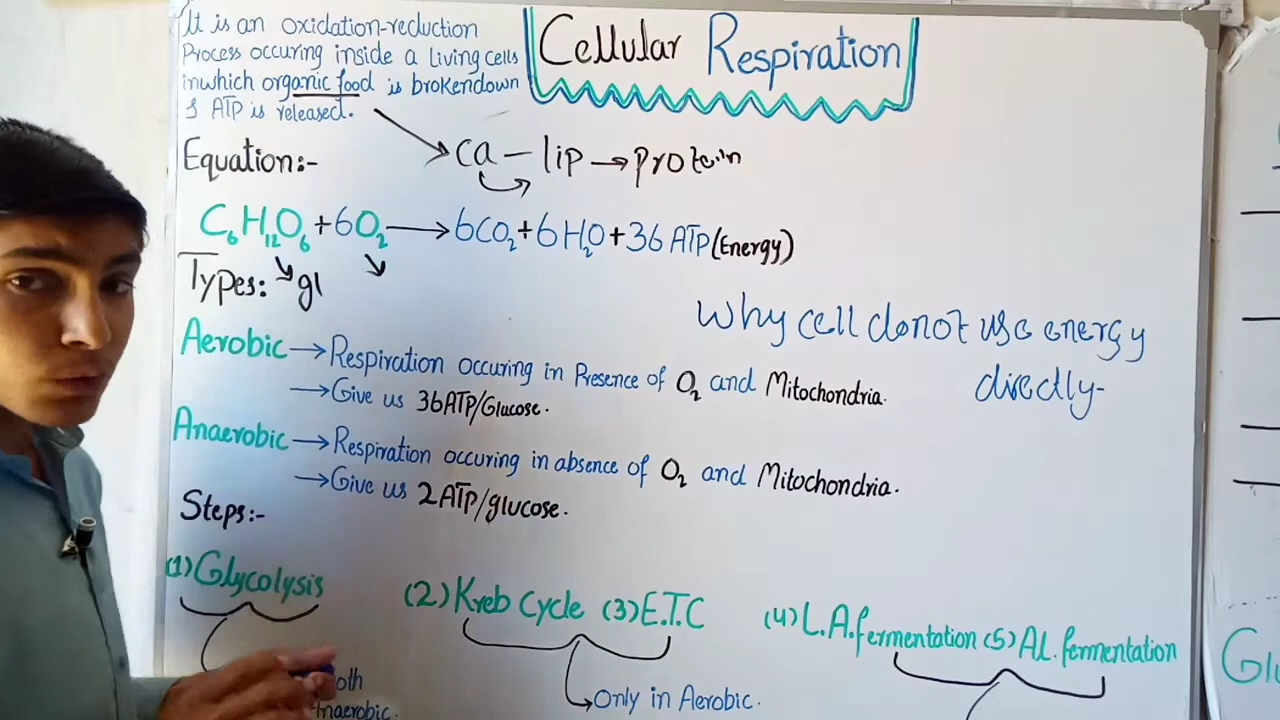 Cellular Respiration
It is an oxidation-reduction
Process occuring inside a living cells
inwhich organic food is brokendown
& ATP is released.
ca – lip → protein
Equation:-
C6H12O6 + 6O2 → 6CO2 + 6H2O + 36 ATP (Energy)
Types: gl
Why cell donot use energy
directly-
Aerobic → Respiration occuring in Presence of O2 and Mitochondria.
→ Give us 36ATP/Glucose.
Anaerobic → Respiration occuring in absence of O2 and Mitochondria.
→ Give us 2ATP/glucose.
Steps:-
(1) Glycolysis (2) Kreb Cycle (3) E.T.C (4) L.A. fermentation (5) AL. fermentation
Only in Aerobic.